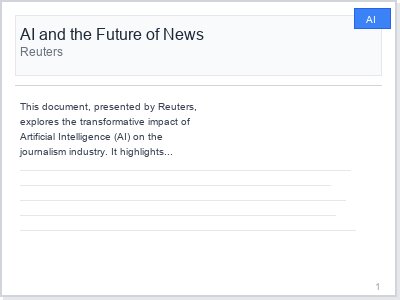 AI
AI and the Future of News
Reuters
This document, presented by Reuters,
explores the transformative impact of
Artificial Intelligence (AI) on the
journalism industry. It highlights...
1